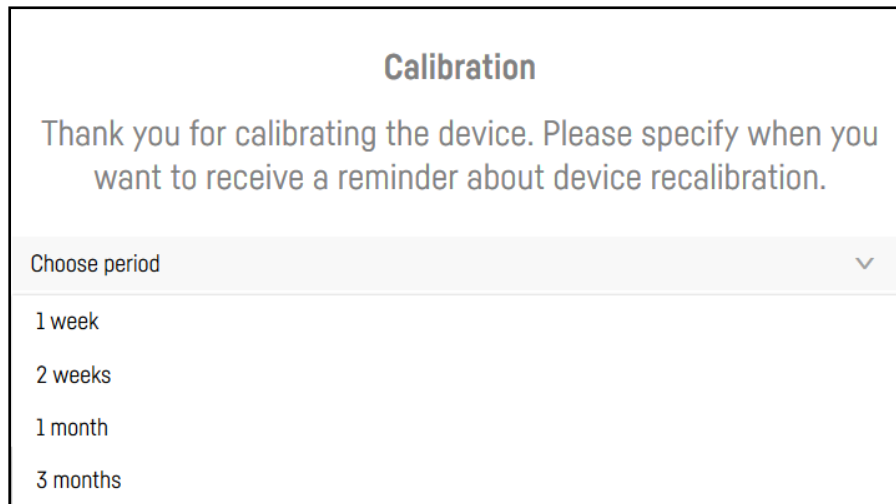 Calibration
Thank you for calibrating the device. Please specify when you
want to receive a reminder about device recalibration.
Choose period
1 week
2 weeks
1 month
3 months